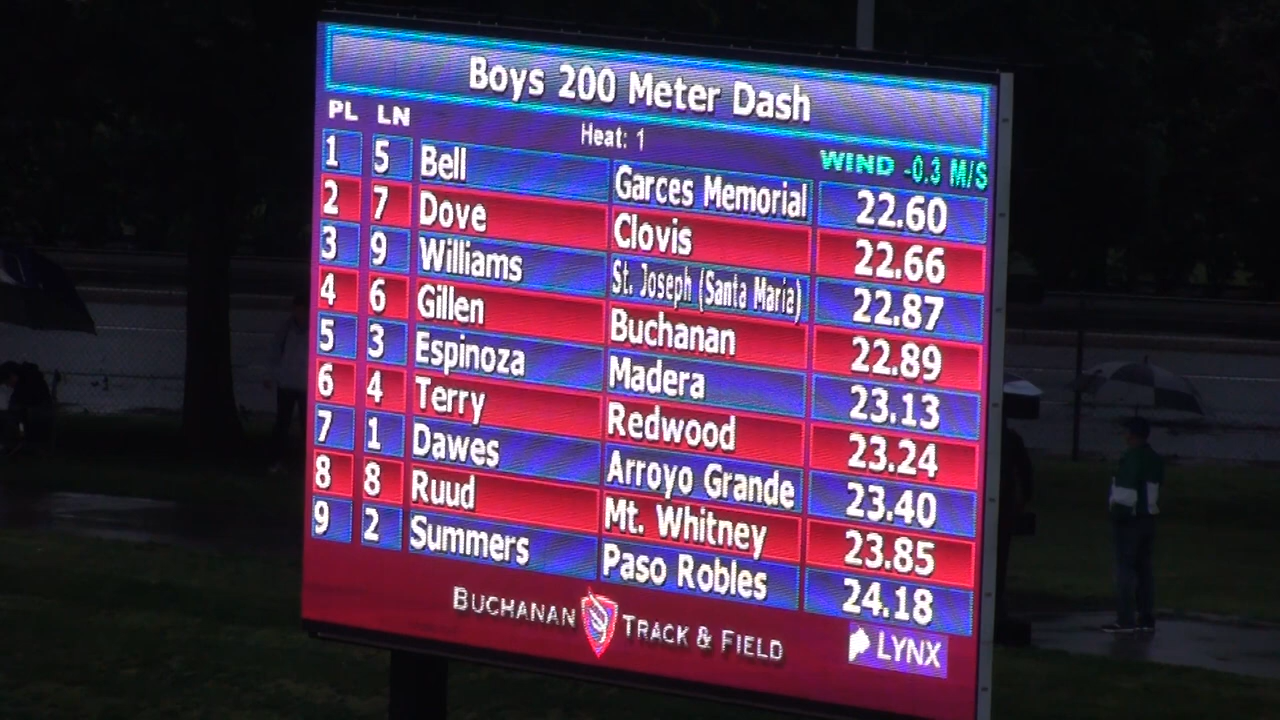 Boys 200 Meter Dash
PL LN Heat: 1 WIND -0.3 M/S
1 5 Bell Garces Memorial 22.60
2 7 Dove Clovis 22.66
3 9 Williams St. Joseph (Santa Maria) 22.87
4 6 Gillen Buchanan 22.89
5 3 Espinoza Madera 23.13
6 4 Terry Redwood 23.24
7 1 Dawes Arroyo Grande 23.40
8 8 Ruud Mt. Whitney 23.85
9 2 Summers Paso Robles 24.18
BUCHANAN TRACK & FIELD LYNX